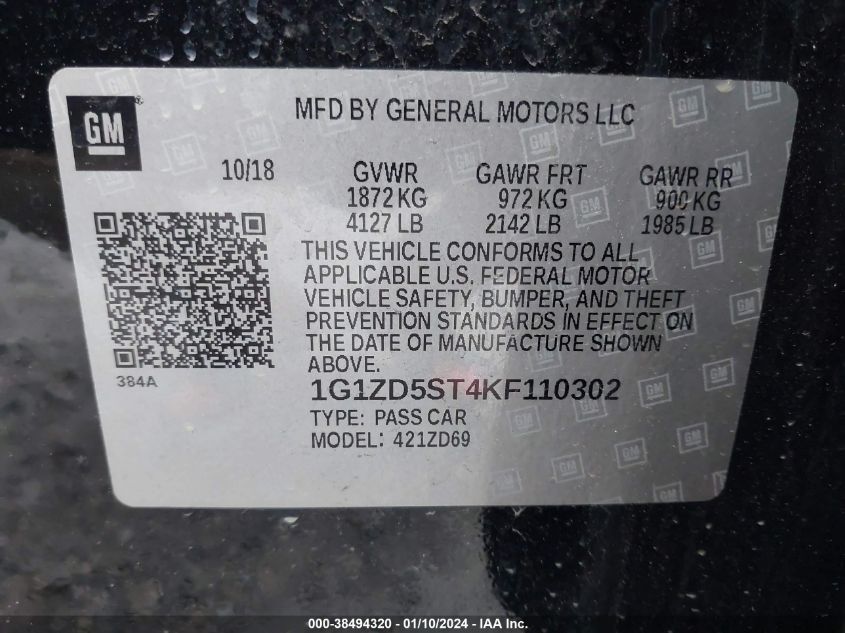 GM
MFD BY GENERAL MOTORS LLC
10/18 GVWR GAWR FRT GAWR RR
1872 KG 972 KG 900 KG
4127 LB 2142 LB 1985 LB
THIS VEHICLE CONFORMS TO ALL
APPLICABLE U.S. FEDERAL MOTOR
VEHICLE SAFETY, BUMPER, AND THEFT
PREVENTION STANDARDS IN EFFECT ON
THE DATE OF MANUFACTURE SHOWN
ABOVE.
384A
1G1ZD5ST4KF110302
TYPE: PASS CAR
MODEL: 421ZD69
000-38494320 - 01/10/2024 - IAAI Inc.